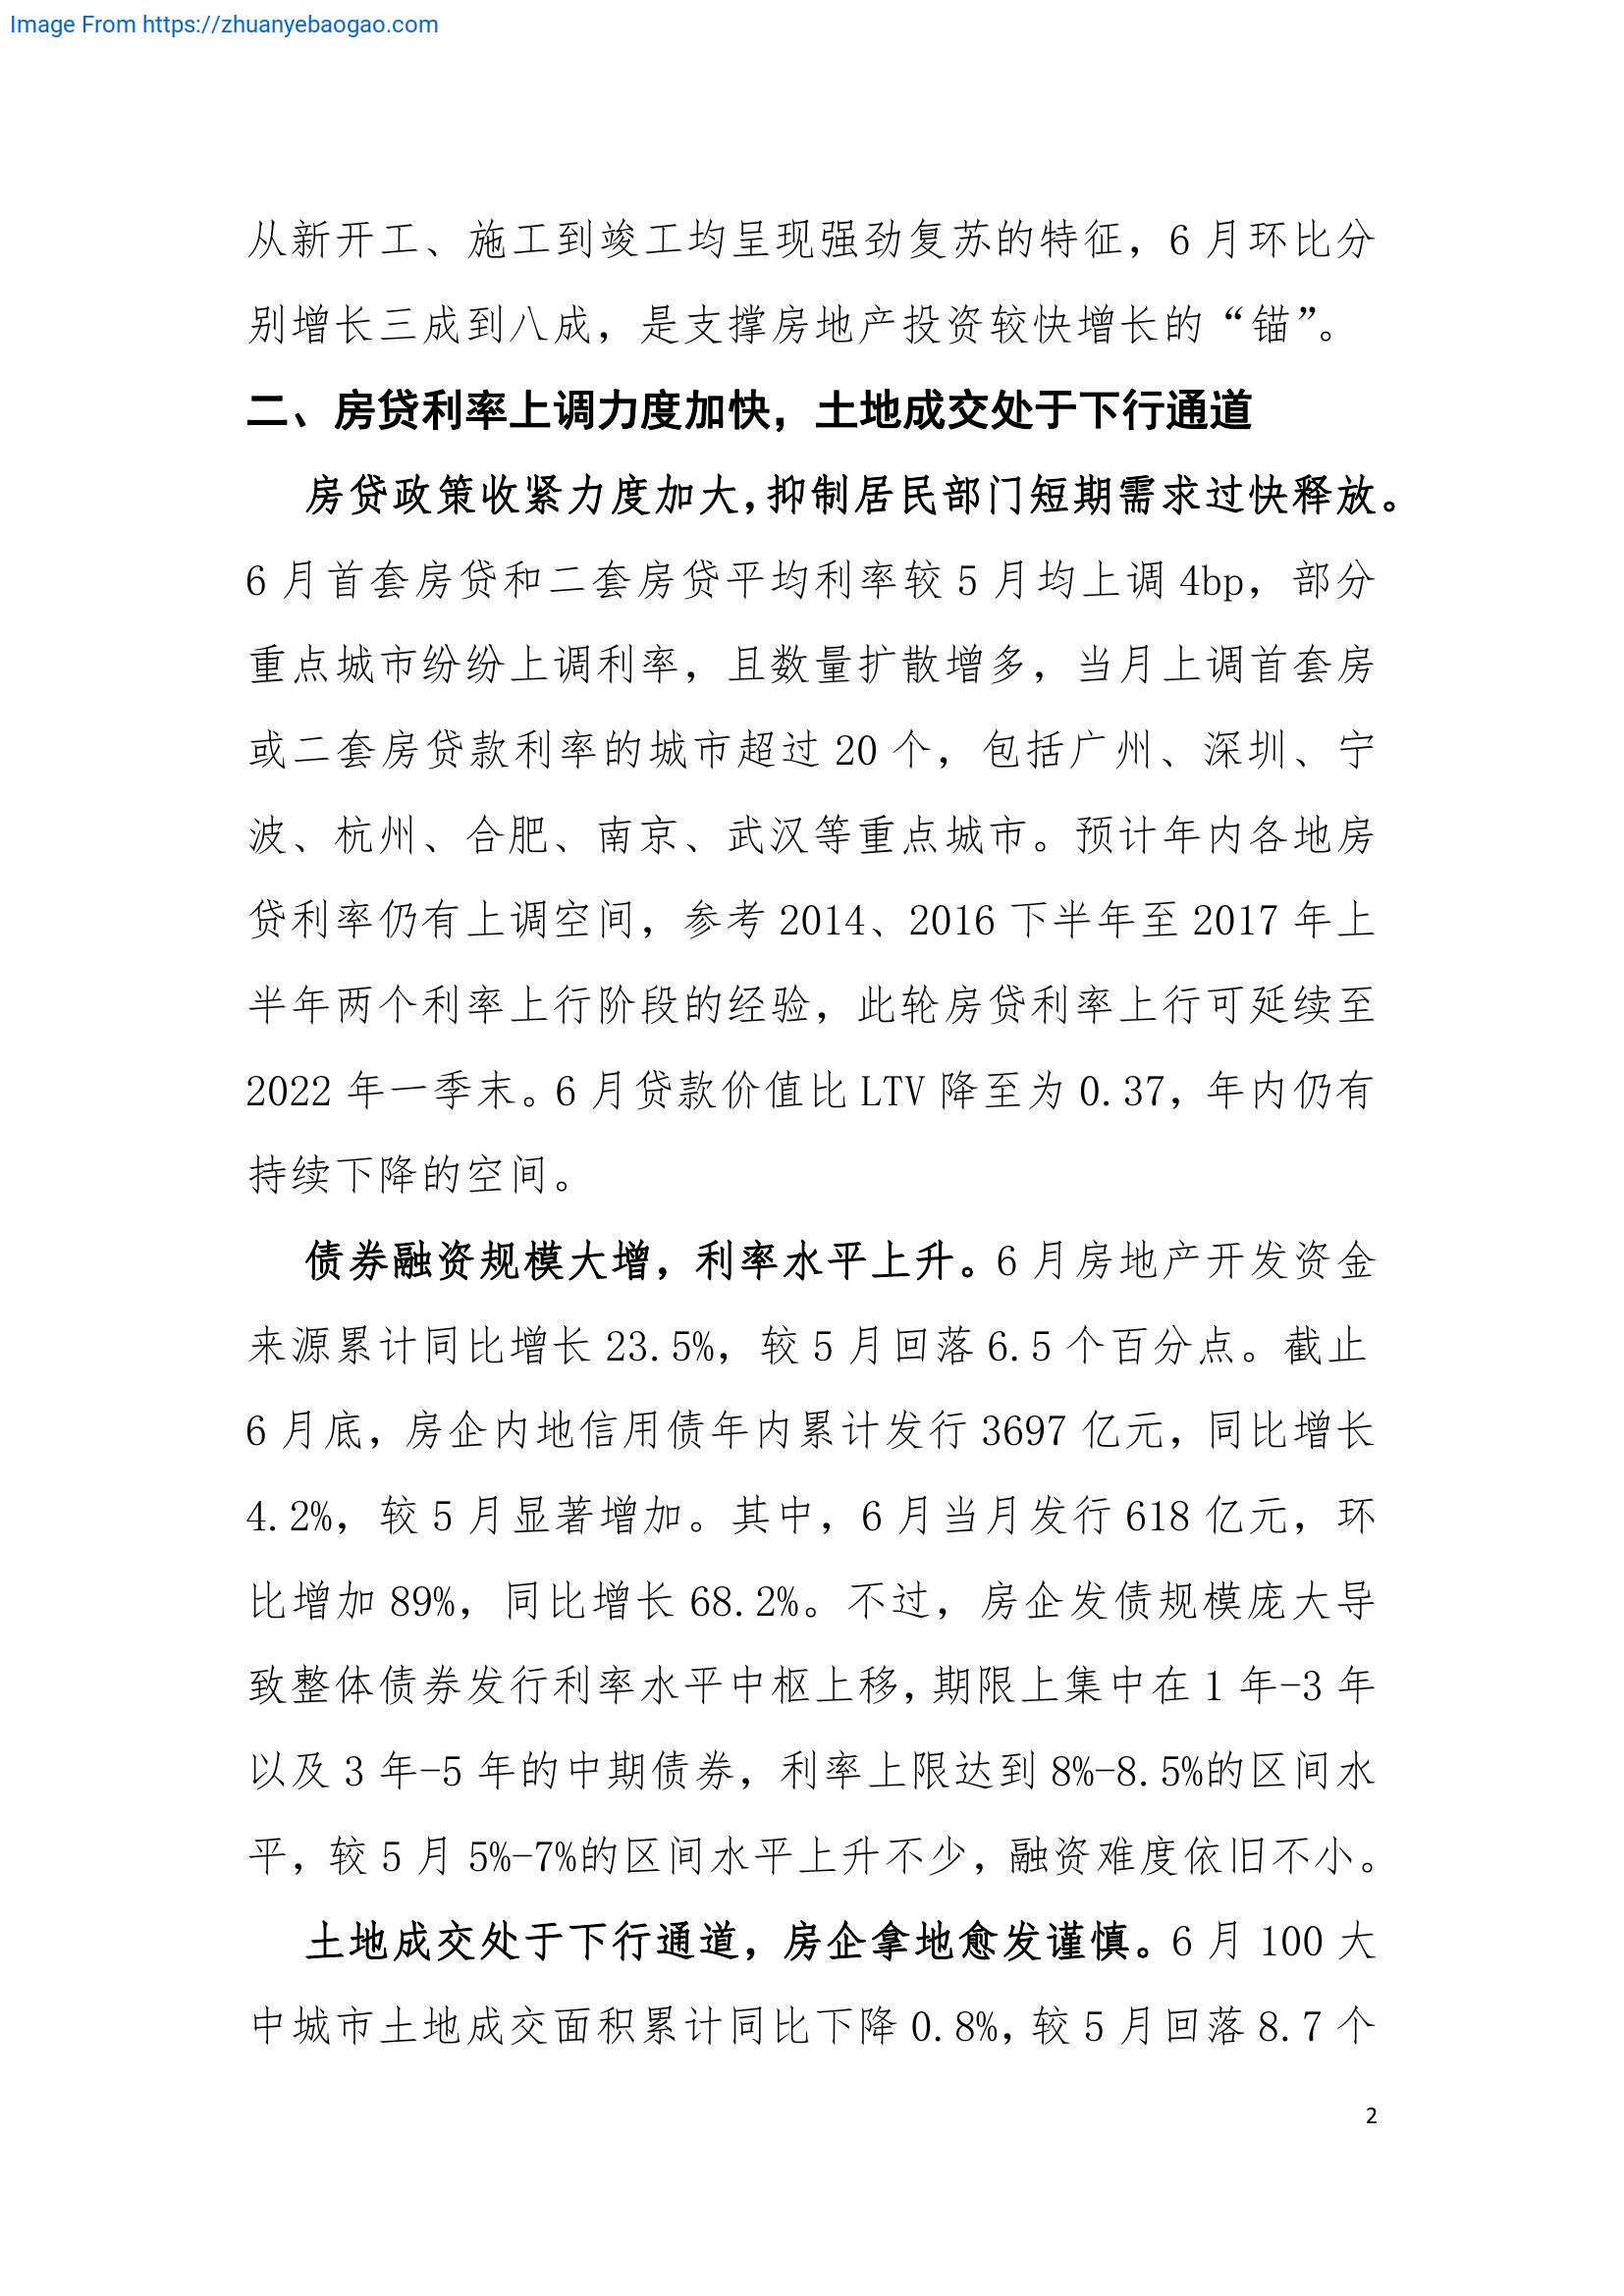 Image From https://zhuanyebaogao.com
从新开工、施工到竣工均呈现强劲复苏的特征，6 月环比分
别增长三成到八成，是支撑房地产投资较快增长的“锚”。
二、房贷利率上调力度加快，土地成交处于下行通道
房贷政策收紧力度加大，抑制居民部门短期需求过快释放。
6 月首套房贷和二套房贷平均利率较 5 月均上调 4bp，部分
重点城市纷纷上调利率，且数量扩散增多，当月上调首套房
或二套房贷款利率的城市超过 20 个，包括广州、深圳、宁
波、杭州、合肥、南京、武汉等重点城市。预计年内各地房
贷利率仍有上调空间，参考 2014、2016 下半年至 2017 年上
半年两个利率上行阶段的经验，此轮房贷利率上行可延续至
2022 年一季末。6 月贷款价值比 LTV 降至为 0.37，年内仍有
持续下降的空间。
债券融资规模大增，利率水平上升。6 月房地产开发资金
来源累计同比增长 23.5%，较 5 月回落 6.5 个百分点。截止
6 月底，房企内地信用债年内累计发行 3697 亿元，同比增长
4.2%，较 5 月显著增加。其中，6 月当月发行 618 亿元，环
比增加 89%，同比增长 68.2%。不过，房企发债规模庞大导
致整体债券发行利率水平中枢上移，期限上集中在 1 年-3 年
以及 3 年-5 年的中期债券，利率上限达到 8%-8.5%的区间水
平，较 5 月 5%-7%的区间水平上升不少，融资难度依旧不小。
土地成交处于下行通道，房企拿地愈发谨慎。6 月 100 大
中城市土地成交面积累计同比下降 0.8%，较 5 月回落 8.7 个
2